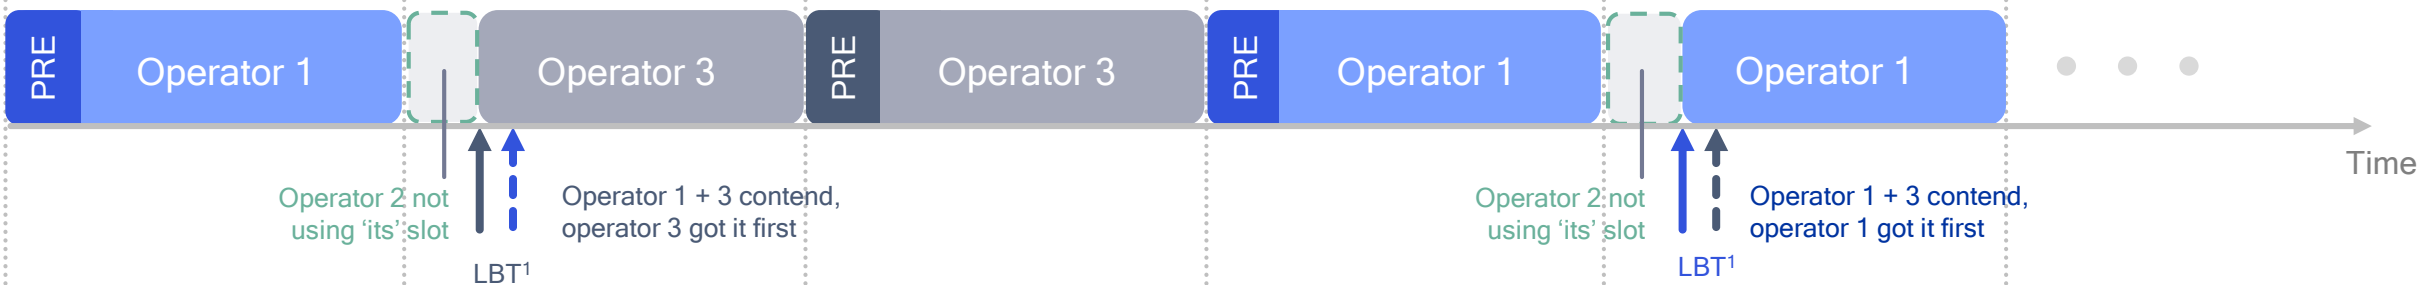 PRE
Operator 1
Operator 3
PRE
Operator 3
PRE
Operator 1
Operator 1
Time
Operator 2 not
using ‘its’ slot
Operator 1 + 3 contend,
operator 3 got it first
LBT¹
Operator 2 not
using ‘its’ slot
Operator 1 + 3 contend,
operator 1 got it first
LBT¹